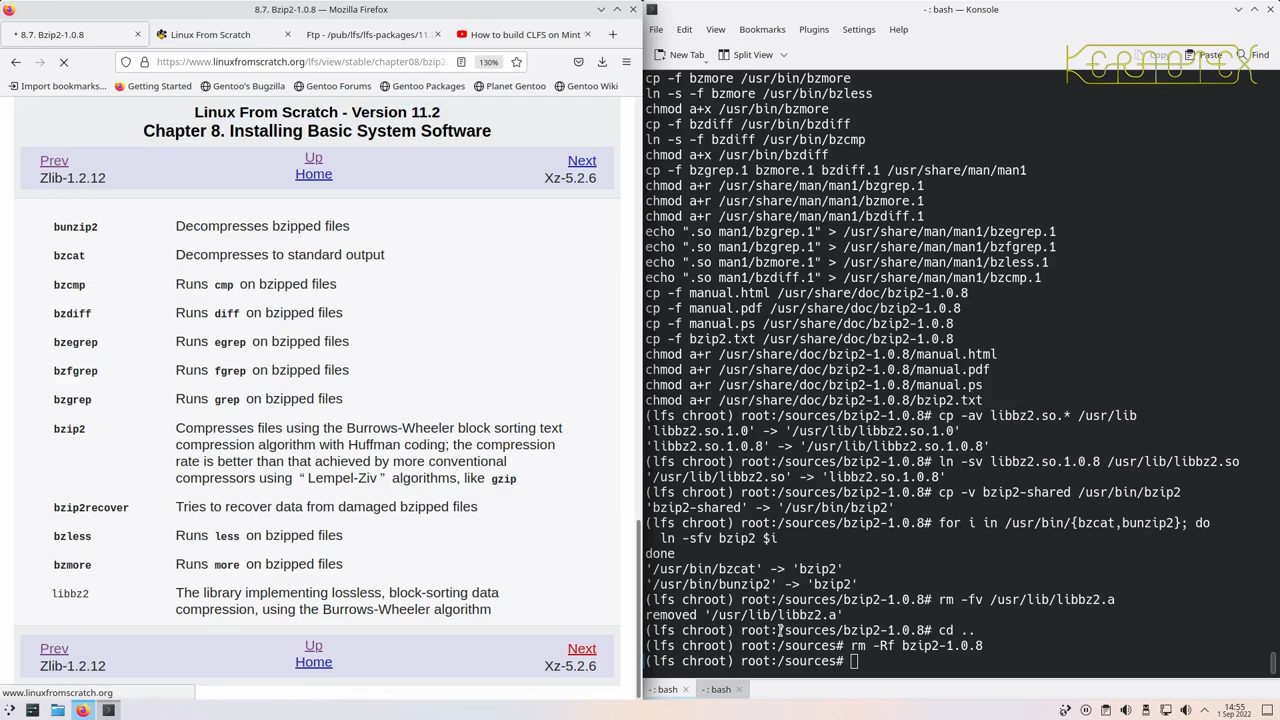 8.7. Bzip2-1.0.8 — Mozilla Firefox
* 8.7. Bzip2-1.0.8
Linux From Scratch
Ftp - /pub/lfs/lfs-packages/11.
How to build CLFS on Mint
https://www.linuxfromscratch.org/lfs/view/stable/chapter08/bzip2
Import bookmarks...
Getting Started
Gentoo's Bugzilla
Gentoo Forums
Gentoo Packages
Planet Gentoo
Gentoo Wiki
Linux From Scratch - Version 11.2
Chapter 8. Installing Basic System Software
Prev Up Next
Zlib-1.2.12 Home Xz-5.2.6
bunzip2 Decompresses bzipped files
bzcat Decompresses to standard output
bzcmp Runs cmp on bzipped files
bzdiff Runs diff on bzipped files
bzegrep Runs egrep on bzipped files
bzfgrep Runs fgrep on bzipped files
bzgrep Runs grep on bzipped files
bzip2 Compresses files using the Burrows-Wheeler block sorting text
compression algorithm with Huffman coding; the compression
rate is better than that achieved by more conventional
compressors using “ Lempel-Ziv ” algorithms, like gzip
bzip2recover Tries to recover data from damaged bzipped files
bzless Runs less on bzipped files
bzmore Runs more on bzipped files
libbz2 The library implementing lossless, block-sorting data
compression, using the Burrows-Wheeler algorithm
Prev Up Next
Zlib-1.2.12 Home Xz-5.2.6
www.linuxfromscratch.org
- : bash — Konsole
File Edit View Bookmarks Plugins Settings Help
New Tab Split View Copy Paste Find
cp -f bzmore /usr/bin/bzmore
ln -s -f bzmore /usr/bin/bzless
chmod a+x /usr/bin/bzmore
cp -f bzdiff /usr/bin/bzdiff
ln -s -f bzdiff /usr/bin/bzcmp
chmod a+x /usr/bin/bzdiff
cp -f bzgrep.1 bzmore.1 bzdiff.1 /usr/share/man/man1
chmod a+r /usr/share/man/man1/bzgrep.1
chmod a+r /usr/share/man/man1/bzmore.1
chmod a+r /usr/share/man/man1/bzdiff.1
echo ".so man1/bzgrep.1" > /usr/share/man/man1/bzegrep.1
echo ".so man1/bzgrep.1" > /usr/share/man/man1/bzfgrep.1
echo ".so man1/bzmore.1" > /usr/share/man/man1/bzless.1
echo ".so man1/bzdiff.1" > /usr/share/man/man1/bzcmp.1
cp -f manual.html /usr/share/doc/bzip2-1.0.8
cp -f manual.pdf /usr/share/doc/bzip2-1.0.8
cp -f manual.ps /usr/share/doc/bzip2-1.0.8
cp -f bzip2.txt /usr/share/doc/bzip2-1.0.8
chmod a+r /usr/share/doc/bzip2-1.0.8/manual.html
chmod a+r /usr/share/doc/bzip2-1.0.8/manual.pdf
chmod a+r /usr/share/doc/bzip2-1.0.8/manual.ps
chmod a+r /usr/share/doc/bzip2-1.0.8/bzip2.txt
(lfs chroot) root:/sources/bzip2-1.0.8# cp -av libbz2.so.* /usr/lib
'libbz2.so.1.0' -> '/usr/lib/libbz2.so.1.0'
'libbz2.so.1.0.8' -> '/usr/lib/libbz2.so.1.0.8'
(lfs chroot) root:/sources/bzip2-1.0.8# ln -sv libbz2.so.1.0.8 /usr/lib/libbz2.so
'/usr/lib/libbz2.so' -> 'libbz2.so.1.0.8'
(lfs chroot) root:/sources/bzip2-1.0.8# cp -v bzip2-shared /usr/bin/bzip2
'bzip2-shared' -> '/usr/bin/bzip2'
(lfs chroot) root:/sources/bzip2-1.0.8# for i in /usr/bin/{bzcat,bunzip2}; do
ln -sfv bzip2 $i
done
'/usr/bin/bzcat' -> 'bzip2'
'/usr/bin/bunzip2' -> 'bzip2'
(lfs chroot) root:/sources/bzip2-1.0.8# rm -fv /usr/lib/libbz2.a
removed '/usr/lib/libbz2.a'
(lfs chroot) root:/sources/bzip2-1.0.8# cd ..
(lfs chroot) root:/sources# rm -Rf bzip2-1.0.8
(lfs chroot) root:/sources#
- : bash
- : bash
14:55
1 Sep 2022